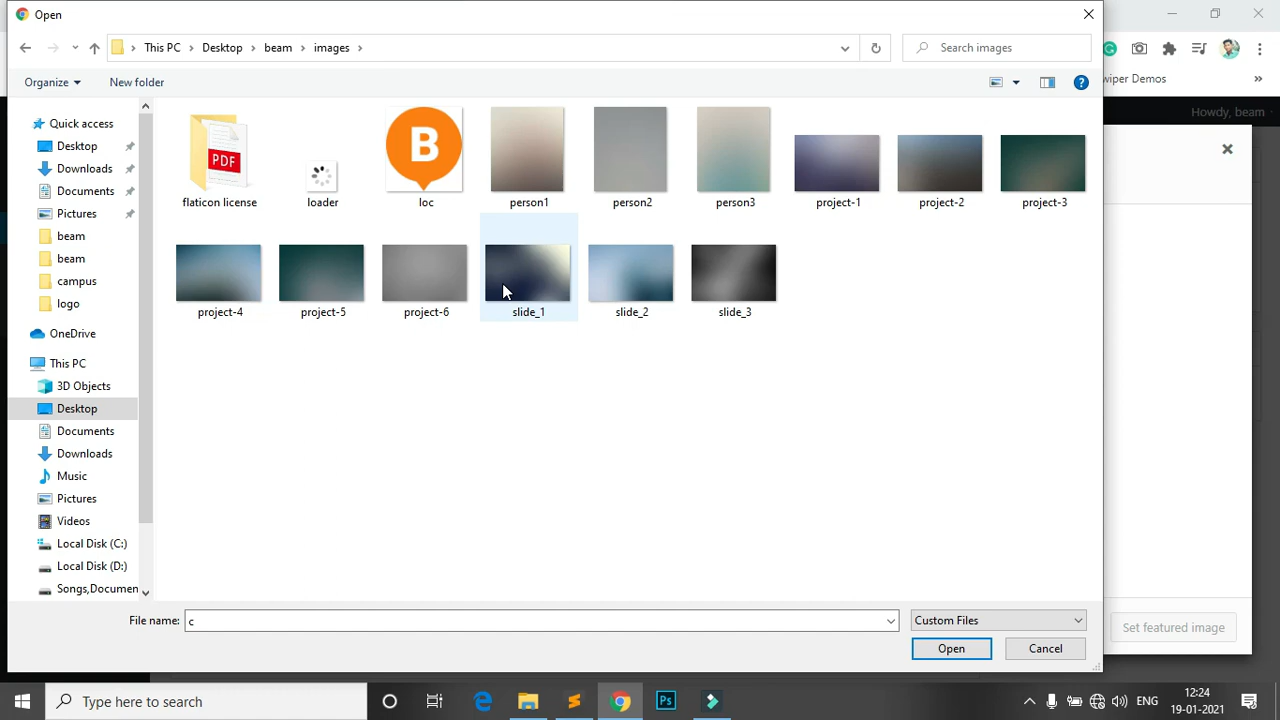 Open
This PC > Desktop > beam > images >
Search images
Organize
New folder
wiper Demos
Howdy, beam
Quick access
Desktop
Downloads
Documents
Pictures
beam
beam
campus
logo
OneDrive
This PC
3D Objects
Desktop
Documents
Downloads
Music
Pictures
Videos
Local Disk (C:)
Local Disk (D:)
Songs,Documen
PDF
B
flaticon license
loader
loc
person1
person2
person3
project-1
project-2
project-3
project-4
project-5
project-6
slide_1
slide_2
slide_3
File name: c
Custom Files
Open
Cancel
Set featured image
Type here to search
Ps
ENG
12:24
19-01-2021